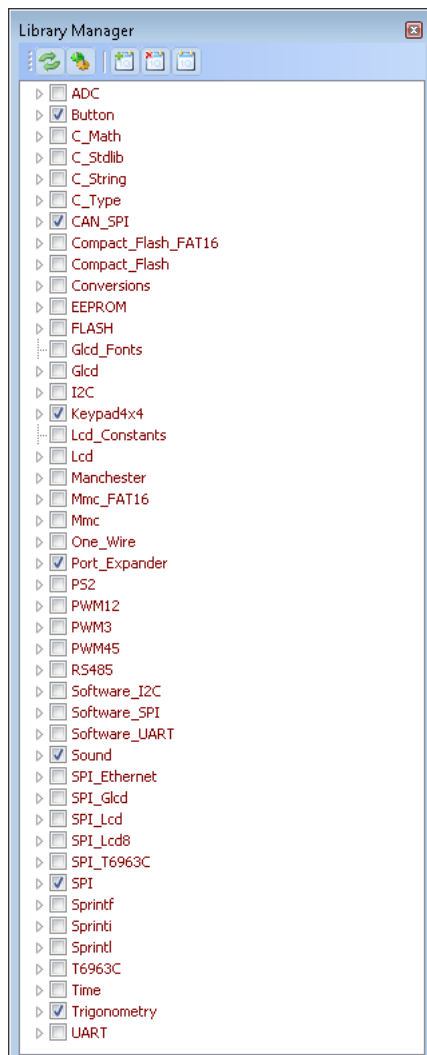 Library Manager
ADC
Button
C_Math
C_Stdlib
C_String
C_Type
CAN_SPI
Compact_Flash_FAT16
Compact_Flash
Conversions
EEPROM
FLASH
Glcd_Fonts
Glcd
I2C
Keypad4x4
Lcd_Constants
Lcd
Manchester
Mmc_FAT16
Mmc
One_Wire
Port_Expander
PS2
PWM12
PWM3
PWM45
RS485
Software_I2C
Software_SPI
Software_UART
Sound
SPI_Ethernet
SPI_Glcd
SPI_Lcd
SPI_Lcd8
SPI_T6963C
SPI
Sprintf
Sprinti
Sprintl
T6963C
Time
Trigonometry
UART